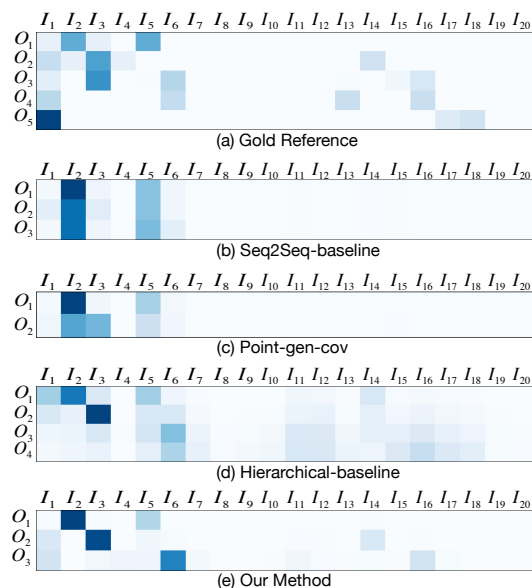 I1 I2 I3 I4 I5 I6 I7 I8 I9 I10 I11 I12 I13 I14 I15 I16 I17 I18 I19 I20
O1
O2
O3
O4
O5
(a) Gold Reference
I1 I2 I3 I4 I5 I6 I7 I8 I9 I10 I11 I12 I13 I14 I15 I16 I17 I18 I19 I20
O1
O2
O3
(b) Seq2Seq-baseline
I1 I2 I3 I4 I5 I6 I7 I8 I9 I10 I11 I12 I13 I14 I15 I16 I17 I18 I19 I20
O1
O2
(c) Point-gen-cov
I1 I2 I3 I4 I5 I6 I7 I8 I9 I10 I11 I12 I13 I14 I15 I16 I17 I18 I19 I20
O1
O2
O3
O4
(d) Hierarchical-baseline
I1 I2 I3 I4 I5 I6 I7 I8 I9 I10 I11 I12 I13 I14 I15 I16 I17 I18 I19 I20
O1
O2
O3
(e) Our Method